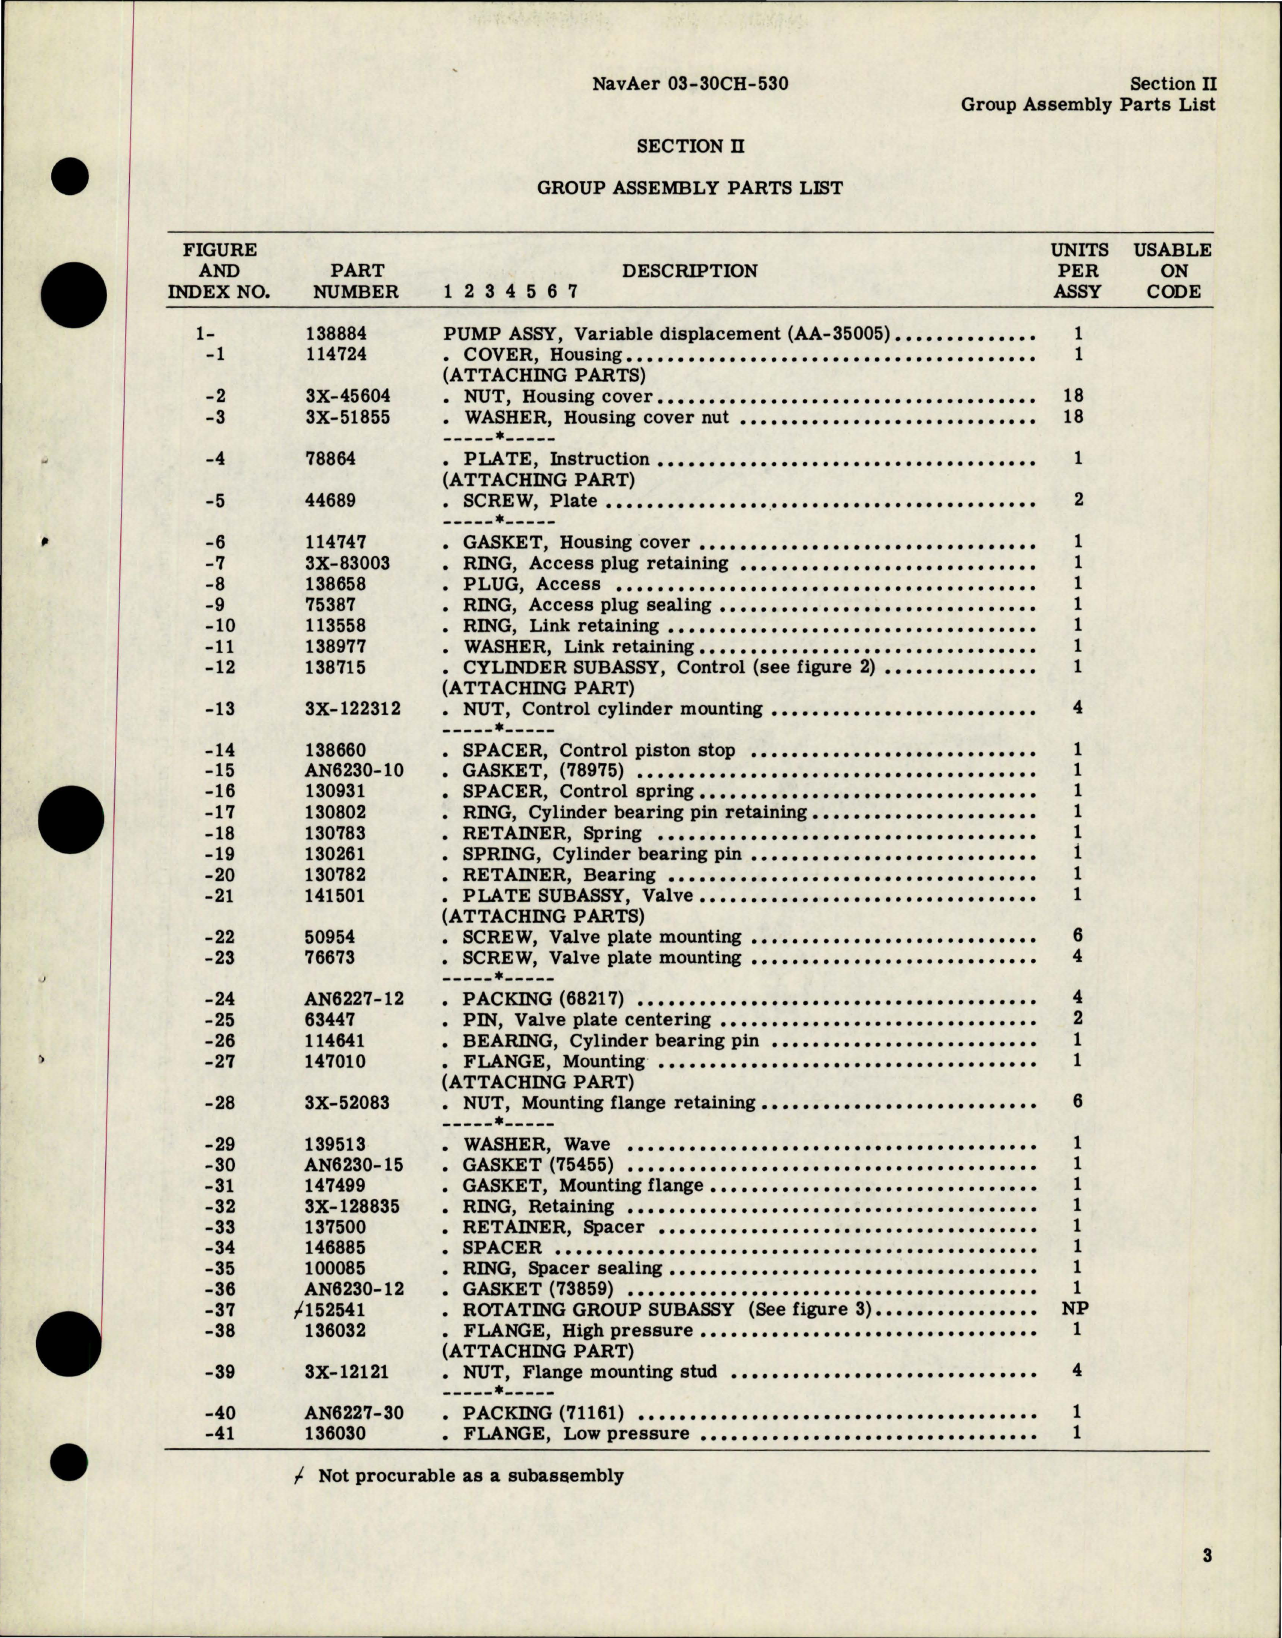 NavAer 03-30CH-530
Section II
Group Assembly Parts List
SECTION II
GROUP ASSEMBLY PARTS LIST
FIGURE AND INDEX NO. PART NUMBER DESCRIPTION 1 2 3 4 5 6 7 UNITS PER ASSY USABLE ON CODE
1- 138884 PUMP ASSY, Variable displacement (AA-35005) 1
-1 114724 . COVER, Housing 1
(ATTACHING PARTS)
-2 3X-45604 . NUT, Housing cover 18
-3 3X-51855 . WASHER, Housing cover nut 18
-----*-----
-4 78864 . PLATE, Instruction 1
(ATTACHING PART)
-5 44689 . SCREW, Plate 2
-----*-----
-6 114747 . GASKET, Housing cover 1
-7 3X-83003 . RING, Access plug retaining 1
-8 138658 . PLUG, Access 1
-9 75387 . RING, Access plug sealing 1
-10 113558 . RING, Link retaining 1
-11 138977 . WASHER, Link retaining 1
-12 138715 . CYLINDER SUBASSY, Control (see figure 2) 1
(ATTACHING PART)
-13 3X-122312 . NUT, Control cylinder mounting 4
-----*-----
-14 138660 . SPACER, Control piston stop 1
-15 AN6230-10 . GASKET, (78975) 1
-16 130931 . SPACER, Control spring 1
-17 130802 . RING, Cylinder bearing pin retaining 1
-18 130783 . RETAINER, Spring 1
-19 130261 . SPRING, Cylinder bearing pin 1
-20 130782 . RETAINER, Bearing 1
-21 141501 . PLATE SUBASSY, Valve 1
(ATTACHING PARTS)
-22 50954 . SCREW, Valve plate mounting 6
-23 76673 . SCREW, Valve plate mounting 4
-----*-----
-24 AN6227-12 . PACKING (68217) 4
-25 63447 . PIN, Valve plate centering 2
-26 114641 . BEARING, Cylinder bearing pin 1
-27 147010 . FLANGE, Mounting 1
(ATTACHING PART)
-28 3X-52083 . NUT, Mounting flange retaining 6
-----*-----
-29 139513 . WASHER, Wave 1
-30 AN6230-15 . GASKET (75455) 1
-31 147499 . GASKET, Mounting flange 1
-32 3X-128835 . RING, Retaining 1
-33 137500 . RETAINER, Spacer 1
-34 146885 . SPACER 1
-35 100085 . RING, Spacer sealing 1
-36 AN6230-12 . GASKET (73859) 1
-37 ⌿152541 . ROTATING GROUP SUBASSY (See figure 3) NP
-38 136032 . FLANGE, High pressure 1
(ATTACHING PART)
-39 3X-12121 . NUT, Flange mounting stud 4
-----*-----
-40 AN6227-30 . PACKING (71161) 1
-41 136030 . FLANGE, Low pressure 1
⌿ Not procurable as a subassembly
3